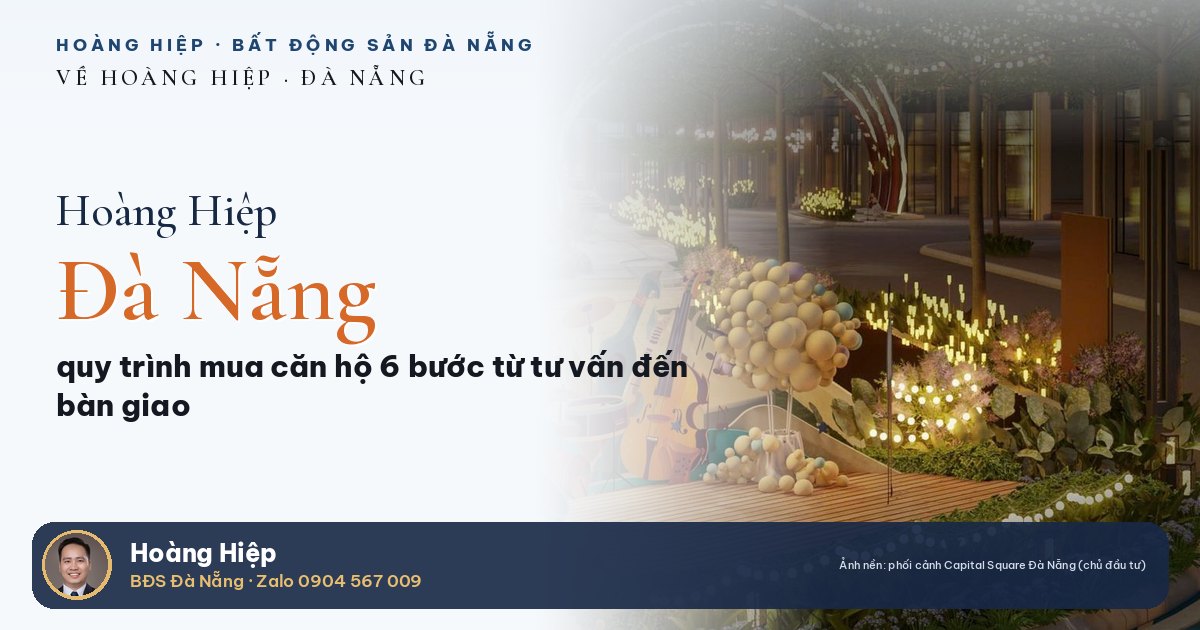 HOÀNG HIỆP · BẤT ĐỘNG SẢN ĐÀ NẴNG
VỀ HOÀNG HIỆP · ĐÀ NẴNG
Hoàng Hiệp
Đà Nẵng
quy trình mua căn hộ 6 bước từ tư vấn đến
bàn giao
Hoàng Hiệp
BĐS Đà Nẵng · Zalo 0904 567 009
Ảnh nền: phối cảnh Capital Square Đà Nẵng (chủ đầu tư)